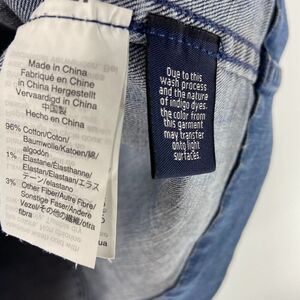 Made in China
Fabriqué en Chine
In China Hergestellt
Vervaardigd in China
中国製
Hecho en China
96% Cotton/Coton/
Baumwolle/Katoen/綿/
algodón
1% Elastane/Élasthanne/
Elastan/Elastaan/エラス
テーン/elastano
3% Other Fiber/Autre Fibre/
Sonstige Faser/Andere
Vezel/その他の繊維/otra
fibra
Due to this
wash process
and the nature
of indigo dyes,
the color from
this garment
may transfer
onto light
surfaces.